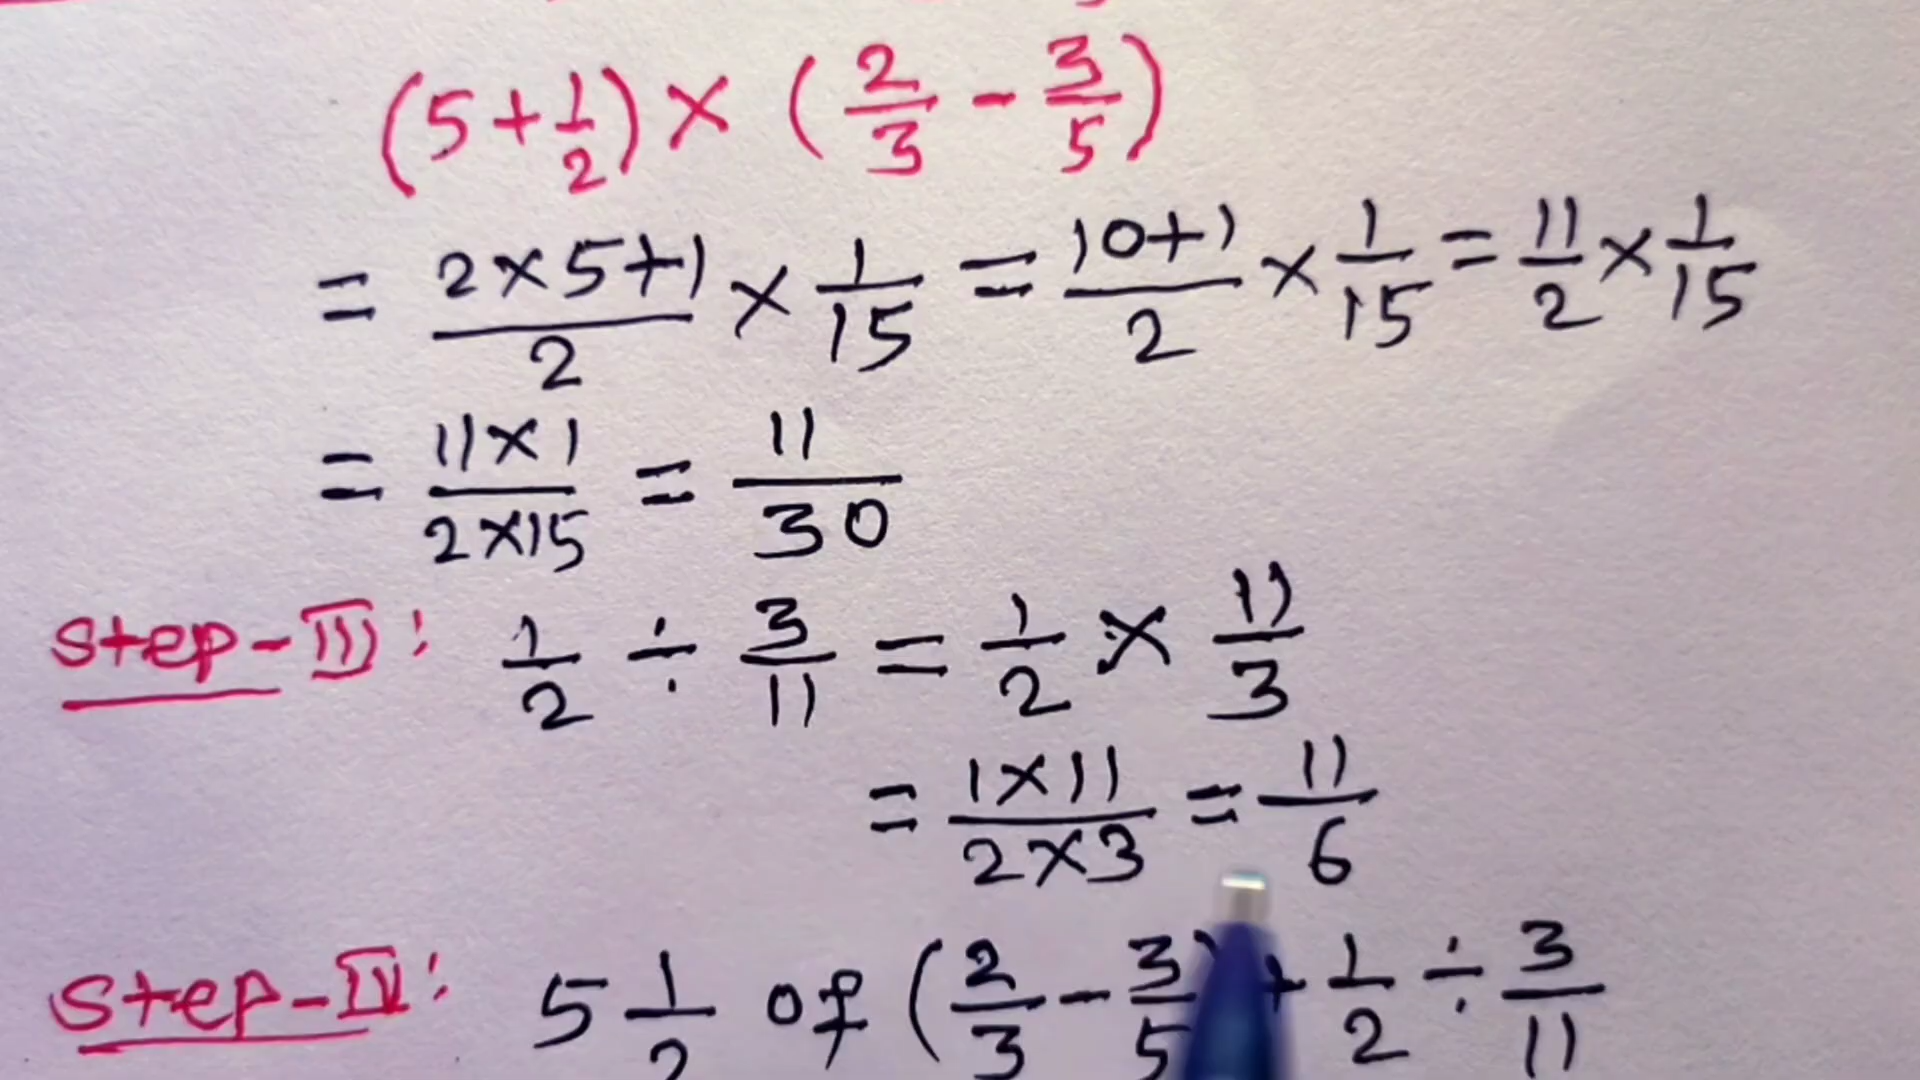 (5+1/2) × (2/3 - 3/5)
= 2×5+1/2 × 1/15 = 10+1/2 × 1/15 = 11/2 × 1/15
= 11×1/2×15 = 11/30
Step-III: 1/2 ÷ 3/11 = 1/2 × 11/3
= 1×11/2×3 = 11/6
Step-IV: 5 1/2 of (2/3 - 3/5) + 1/2 ÷ 3/11